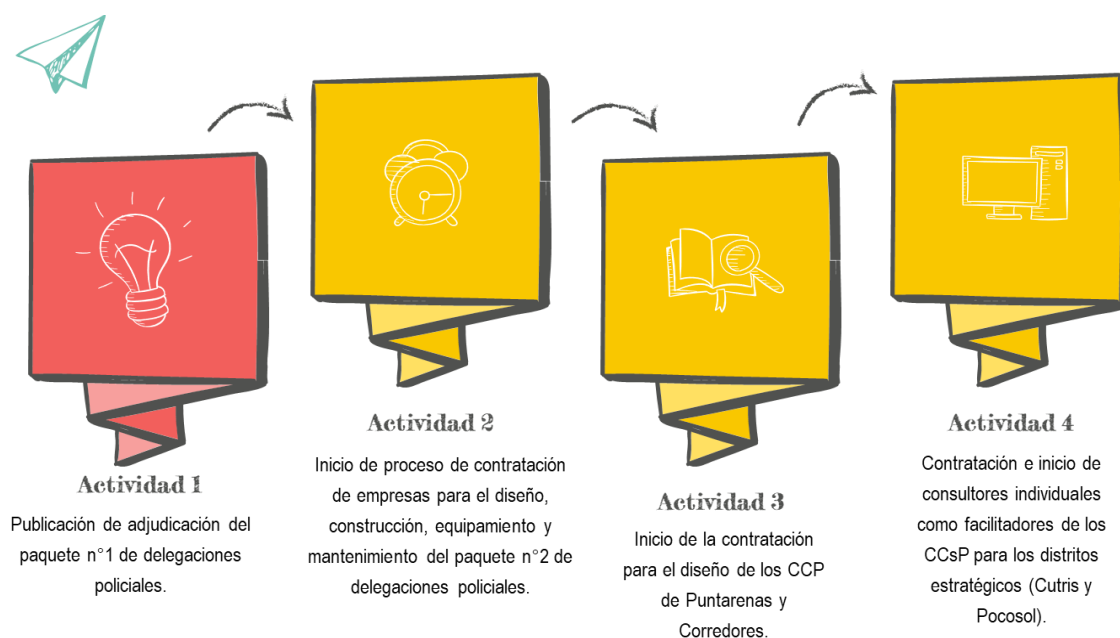 Actividad 1
Publicación de adjudicación del
paquete n°1 de delegaciones
policiales.
Actividad 2
Inicio de proceso de contratación
de empresas para el diseño,
construcción, equipamiento y
mantenimiento del paquete n°2 de
delegaciones policiales.
Actividad 3
Inicio de la contratación
para el diseño de los CCP
de Puntarenas y
Corredores.
Actividad 4
Contratación e inicio de
consultores individuales
como facilitadores de los
CCsP para los distritos
estratégicos (Cutris y
Pocosol).